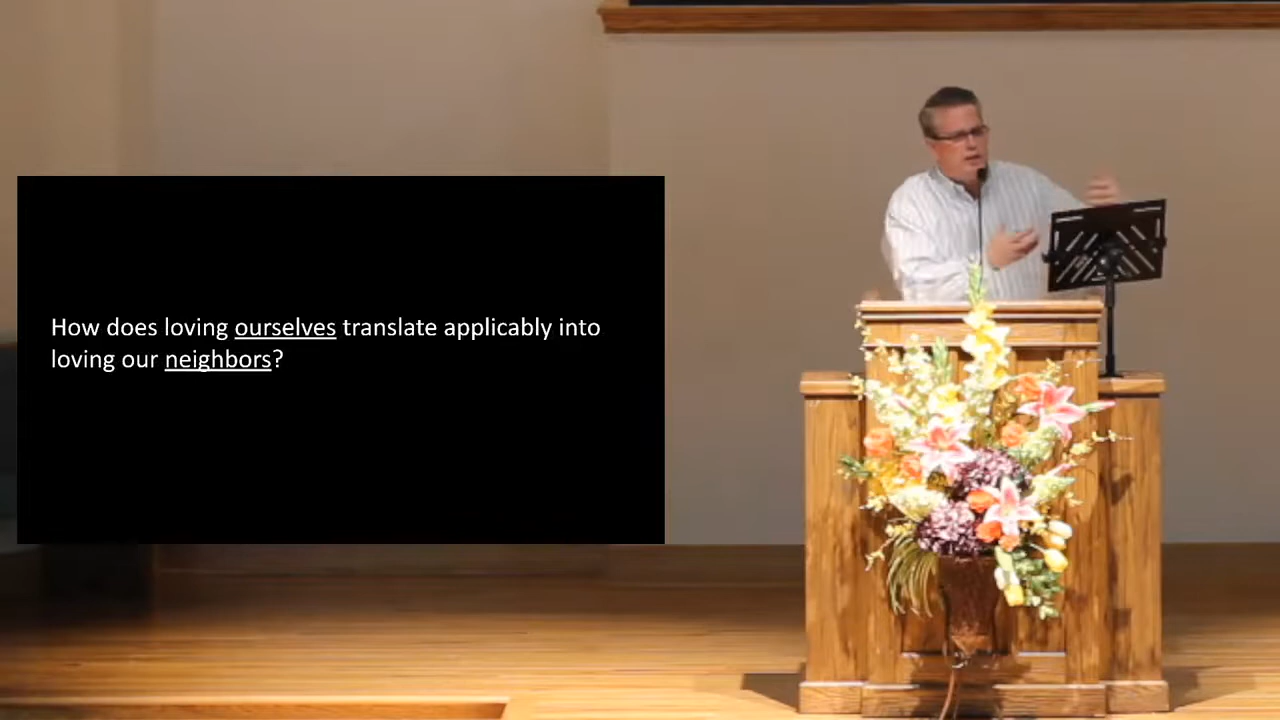 How does loving ourselves translate applicably into
loving our neighbors?